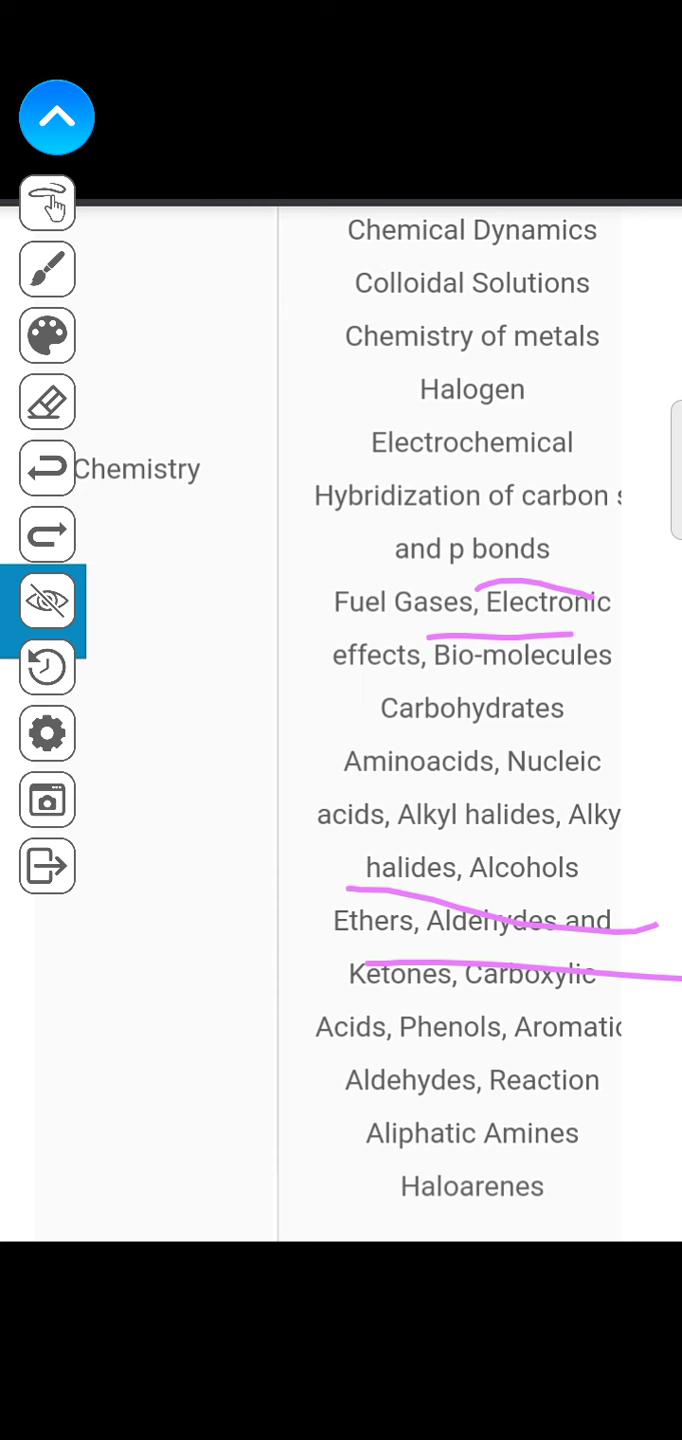 Chemical Dynamics
Colloidal Solutions
Chemistry of metals
Halogen
Electrochemical
Chemistry
Hybridization of carbon
and p bonds
Fuel Gases, Electronic
effects, Bio-molecules
Carbohydrates
Aminoacids, Nucleic
acids, Alkyl halides, Alky
halides, Alcohols
Ethers, Aldehydes and
Ketones, Carboxylic
Acids, Phenols, Aromatic
Aldehydes, Reaction
Aliphatic Amines
Haloarenes